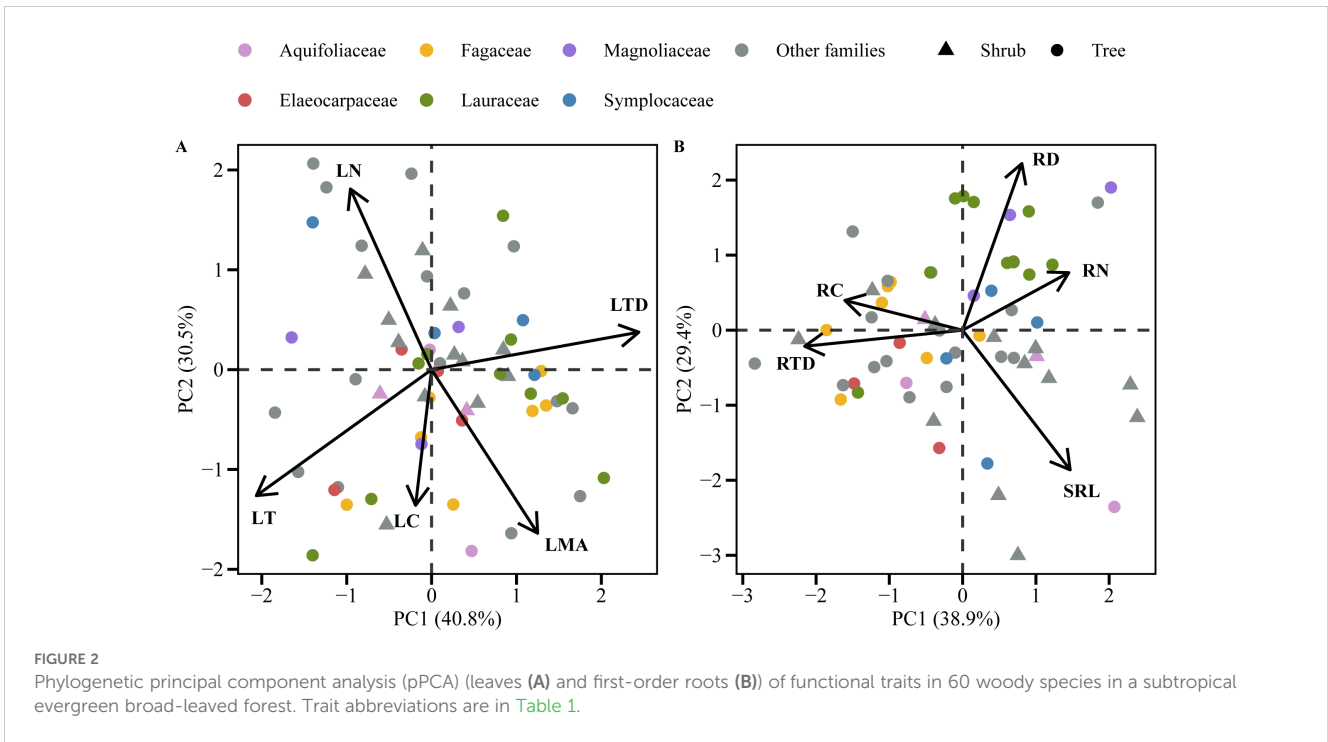 Aquifoliaceae Fagaceae Magnoliaceae Other families Shrub Tree
Elaeocarpaceae Lauraceae Symplocaceae
A
2
1
0
−1
−2
PC2 (30.5%)
LN
LTD
LT
LC
LMA
−2 −1 0 1 2
PC1 (40.8%)
B
2
1
0
−1
−2
−3
PC2 (29.4%)
RD
RN
RC
RTD
SRL
−3 −2 −1 0 1 2
PC1 (38.9%)
FIGURE 2
Phylogenetic principal component analysis (pPCA) (leaves (A) and first-order roots (B)) of functional traits in 60 woody species in a subtropical
evergreen broad-leaved forest. Trait abbreviations are in Table 1.